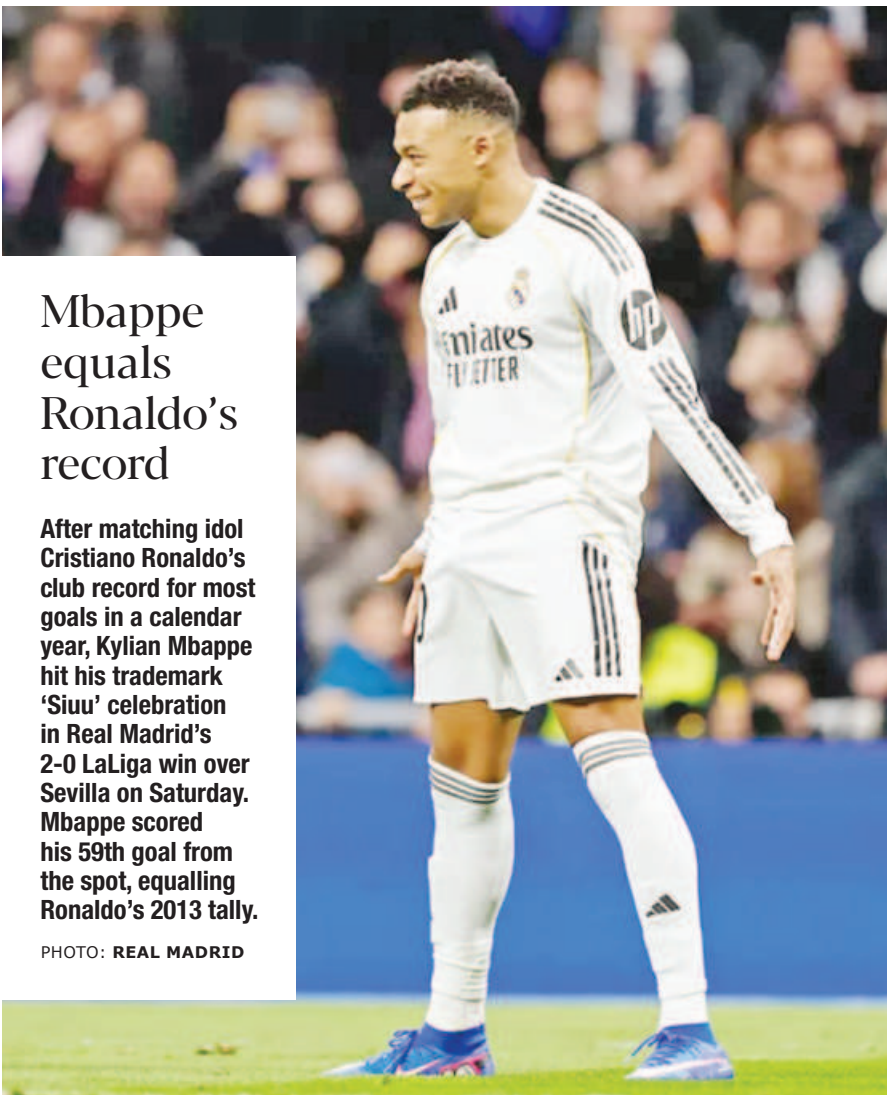 Mbappe
equals
Ronaldo’s
record
After matching idol
Cristiano Ronaldo’s
club record for most
goals in a calendar
year, Kylian Mbappe
hit his trademark
‘Siuu’ celebration
in Real Madrid’s
2-0 LaLiga win over
Sevilla on Saturday.
Mbappe scored
his 59th goal from
the spot, equalling
Ronaldo’s 2013 tally.
PHOTO: REAL MADRID
hp